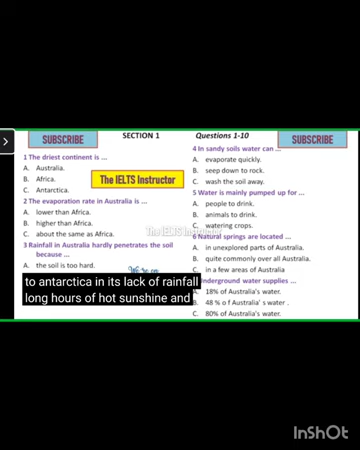 SUBSCRIBE
SECTION 1
Questions 1-10
SUBSCRIBE
1 The driest continent is ...
A. Australia.
B. Africa.
C. Antarctica.
The IELTS Instructor
2 The evaporation rate in Australia is ...
A. lower than Africa.
B. higher than Africa.
C. about the same as Africa.
3 Rainfall in Australia hardly penetrates the soil
because ...
A. the soil is too hard.
We're on
4 In sandy soils water can ...
A. evaporate quickly.
B. seep down to rock.
C. wash the soil away.
5 Water is mainly pumped up for ...
A. people to drink.
B. animals to drink.
The IELTS Instructor
C. watering crops.
6 Natural springs are located ...
A. in unexplored parts of Australia.
B. quite commonly over all Australia.
C. in a few areas of Australia
Underground water supplies ...
A. 18% of Australia's water.
B. 48 % o f Australia' s water .
C. 80% of Australia's water.
to antarctica in its lack of rainfall
long hours of hot sunshine and
InShOt